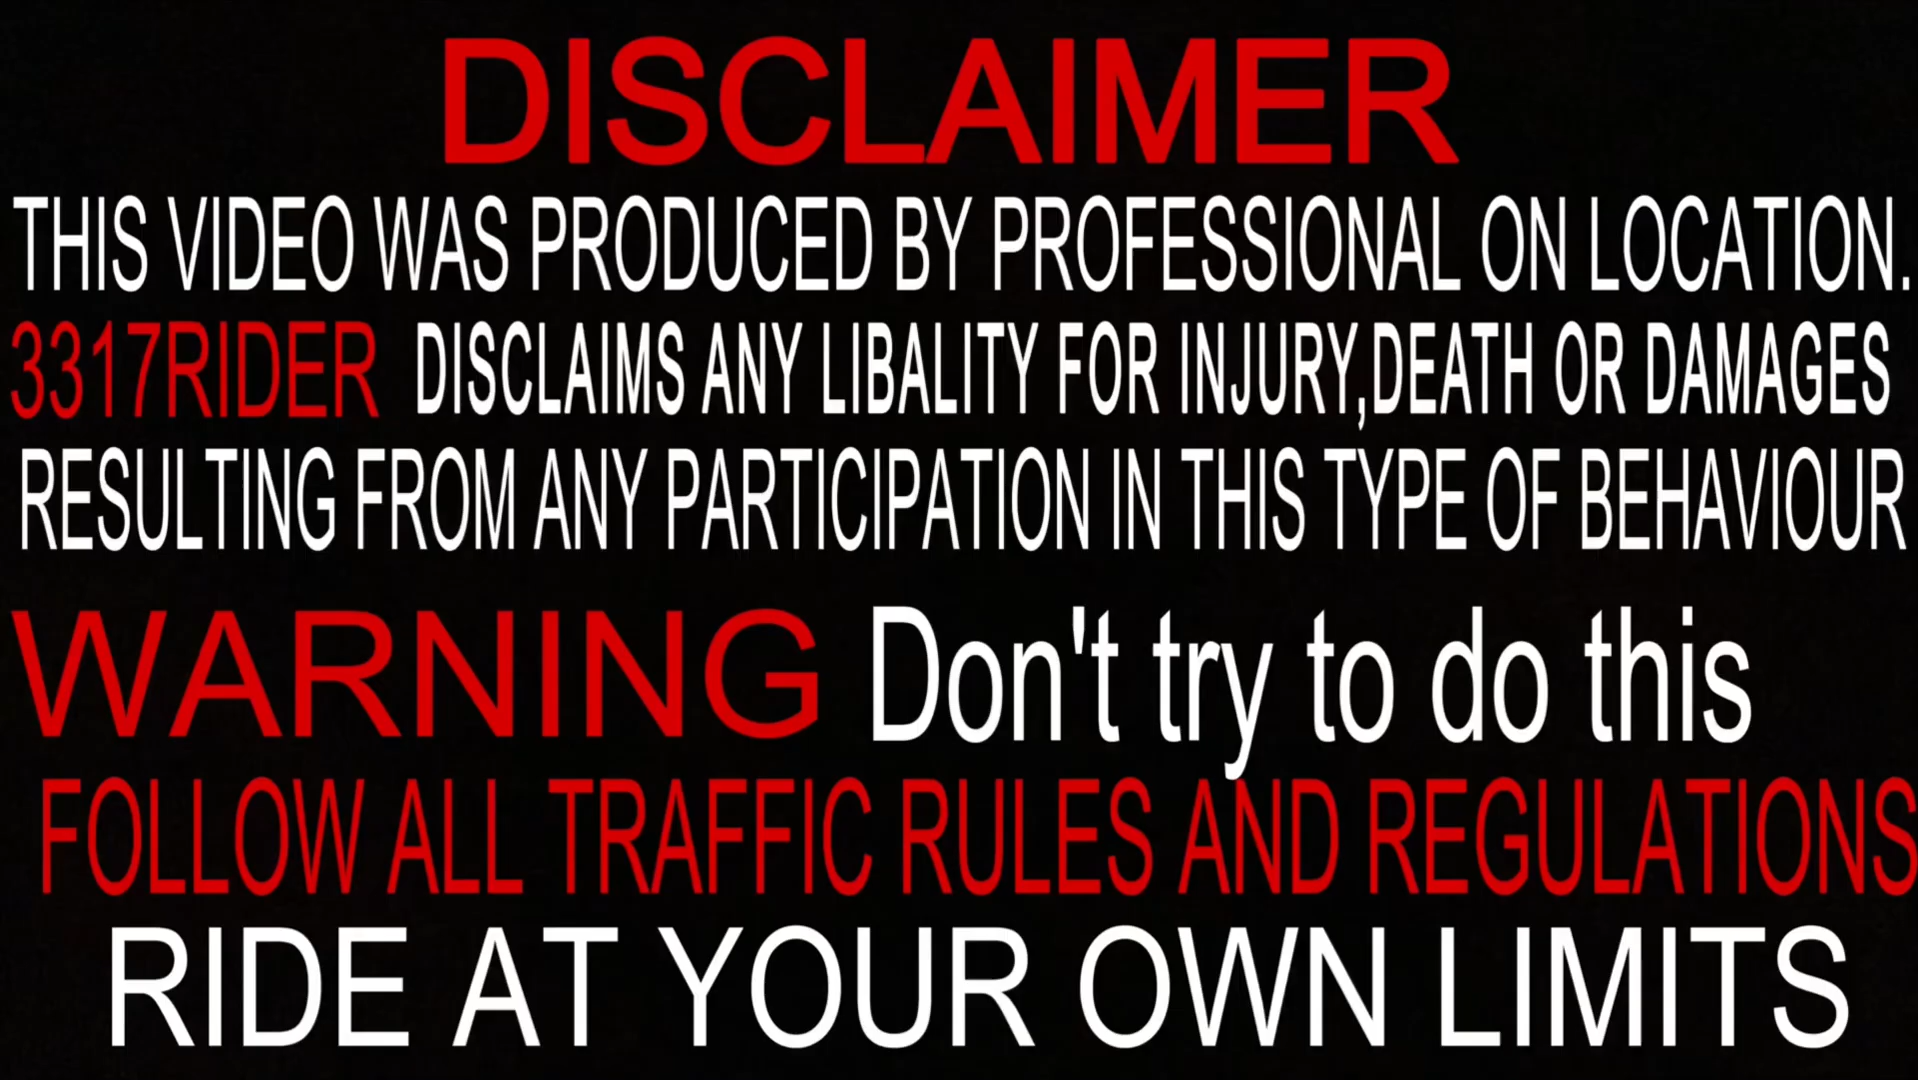 DISCLAIMER
THIS VIDEO WAS PRODUCED BY PROFESSIONAL ON LOCATION.
3317RIDER DISCLAIMS ANY LIBALITY FOR INJURY,DEATH OR DAMAGES
RESULTING FROM ANY PARTICIPATION IN THIS TYPE OF BEHAVIOUR
WARNING Don't try to do this
FOLLOW ALL TRAFFIC RULES AND REGULATIONS
RIDE AT YOUR OWN LIMITS